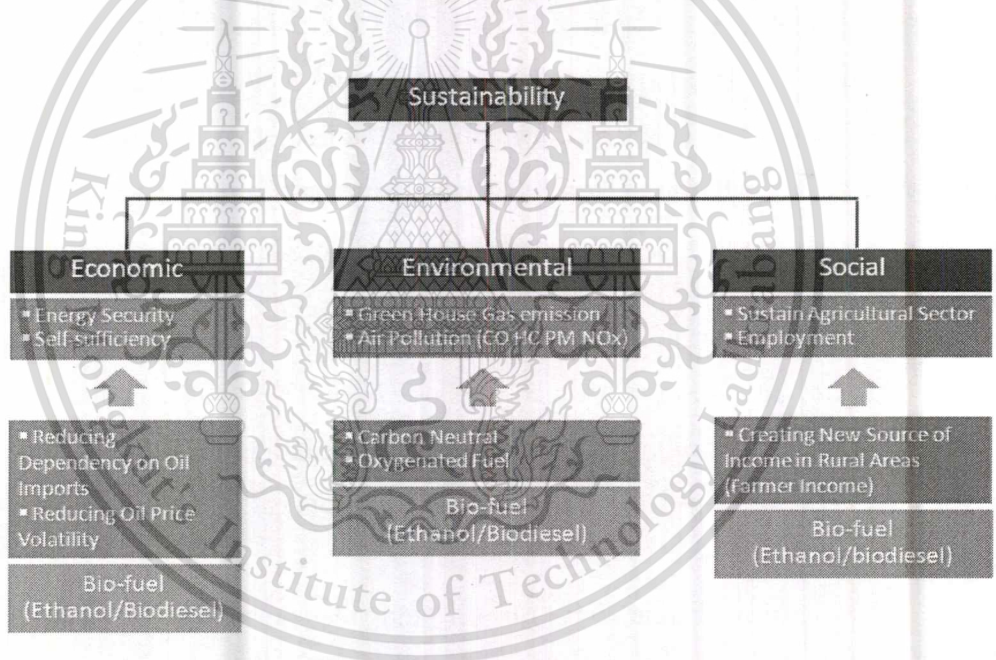 Sustainability
Economic
▪ Energy Security
▪ Self-sufficiency
▪ Reducing
Dependency on Oil
Imports
▪ Reducing Oil Price
Volatility
Bio-fuel
(Ethanol/Biodiesel)
Environmental
▪ Green House Gas emission
▪ Air Pollution (CO HC PM NOx)
▪ Carbon Neutral
▪ Oxygenated Fuel
Bio-fuel
(Ethanol/Biodiesel)
Social
▪ Sustain Agricultural Sector
▪ Employment
▪ Creating New Source of
Income in Rural Areas
(Farmer Income)
Bio-fuel
(Ethanol/biodiesel)
King Mongkut's Institute of Technology Ladkrabang